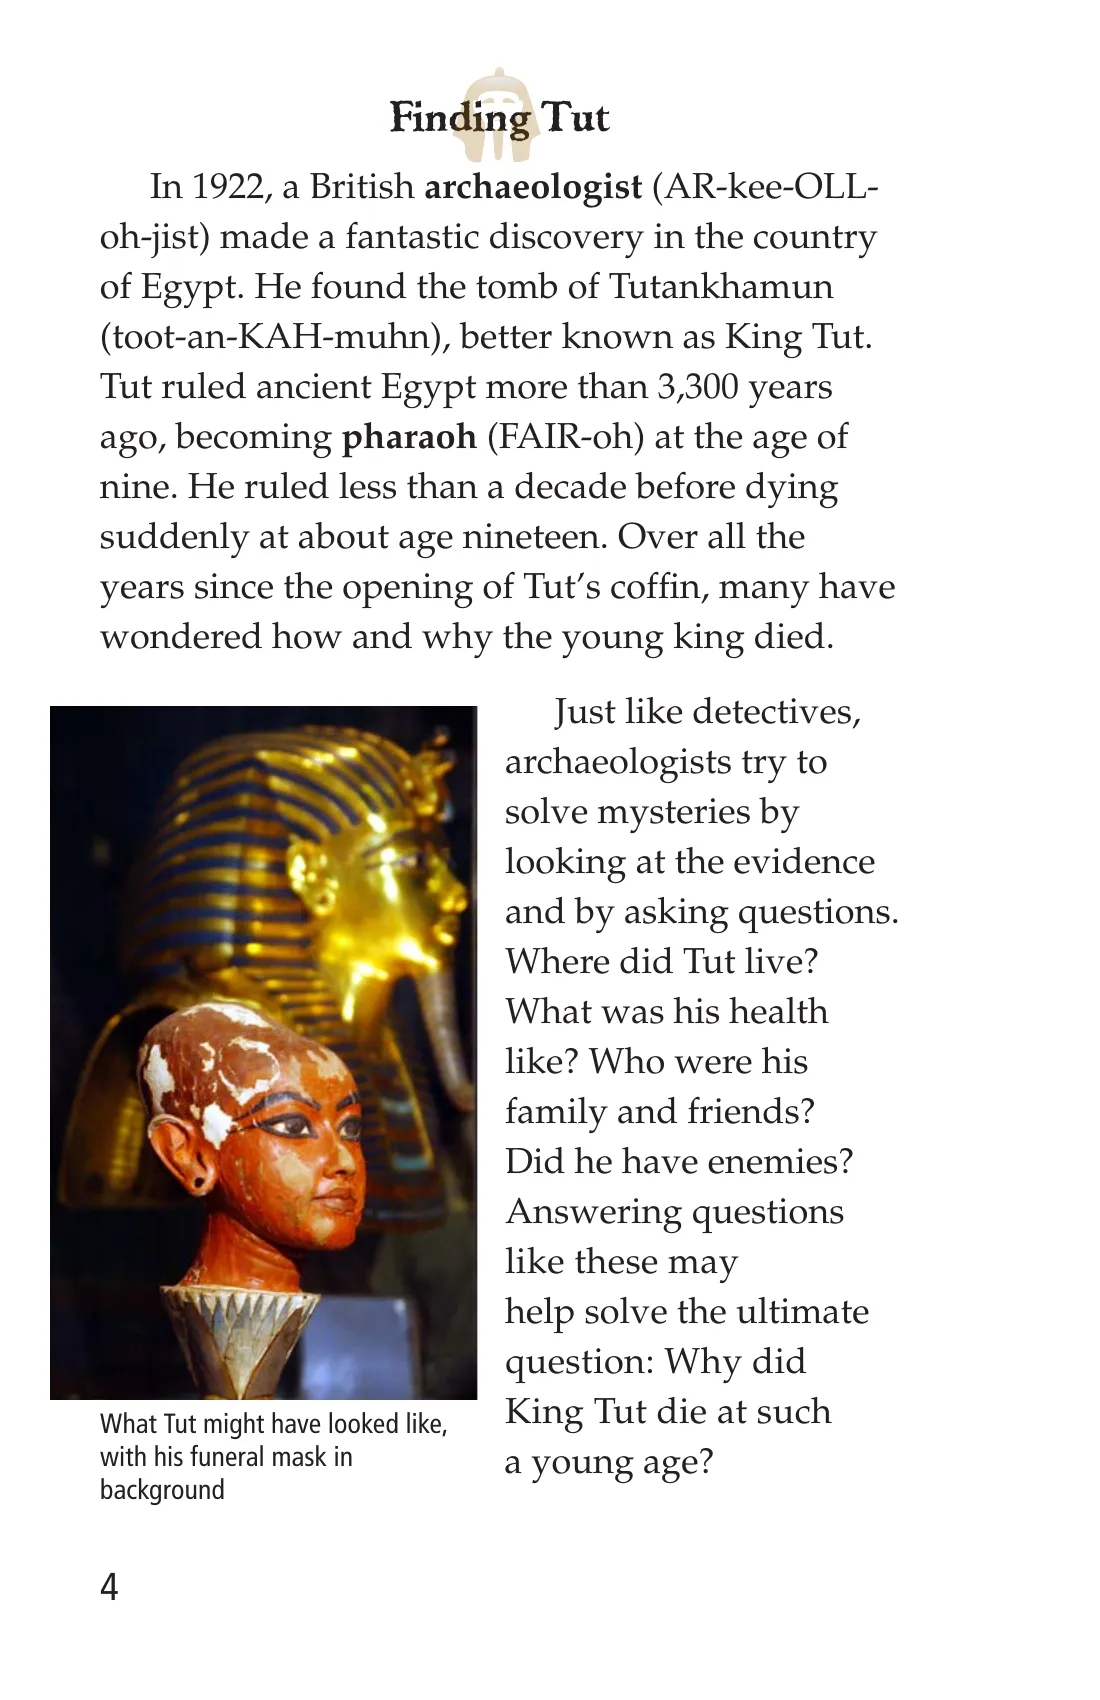 Finding Tut
In 1922, a British archaeologist (AR-kee-OLL-
oh-jist) made a fantastic discovery in the country
of Egypt. He found the tomb of Tutankhamun
(toot-an-KAH-muhn), better known as King Tut.
Tut ruled ancient Egypt more than 3,300 years
ago, becoming pharaoh (FAIR-oh) at the age of
nine. He ruled less than a decade before dying
suddenly at about age nineteen. Over all the
years since the opening of Tut’s coffin, many have
wondered how and why the young king died.
Just like detectives,
archaeologists try to
solve mysteries by
looking at the evidence
and by asking questions.
Where did Tut live?
What was his health
like? Who were his
family and friends?
Did he have enemies?
Answering questions
like these may
help solve the ultimate
question: Why did
King Tut die at such
a young age?
What Tut might have looked like,
with his funeral mask in
background
4